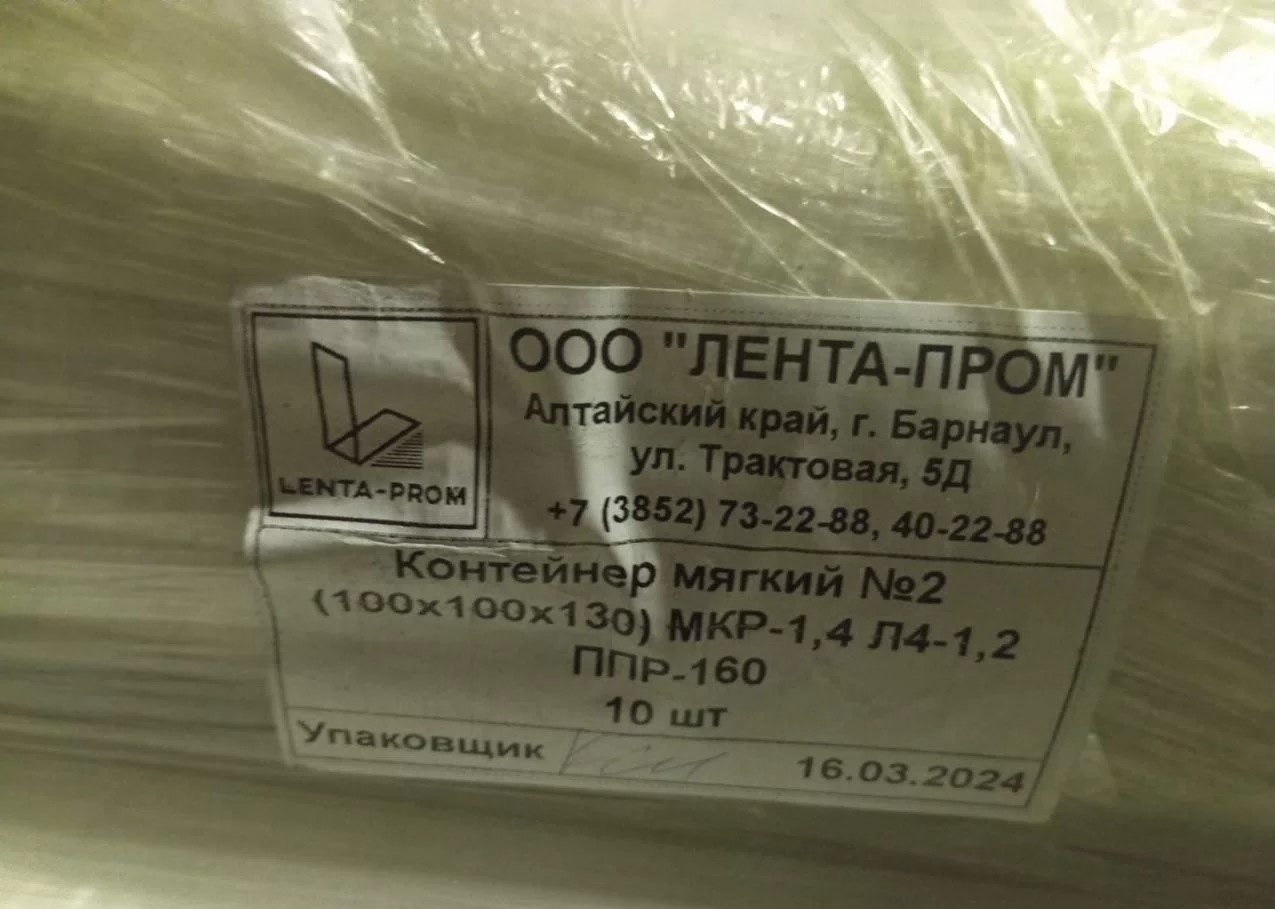 ООО "ЛЕНТА-ПРОМ"
Алтайский край, г. Барнаул,
ул. Трактовая, 5Д
+7 (3852) 73-22-88, 40-22-88
LENTA-PROM
Контейнер мягкий №2
(100х100х130) МКР-1,4 Л4-1,2
ППР-160
10 шт
Упаковщик
16.03.2024